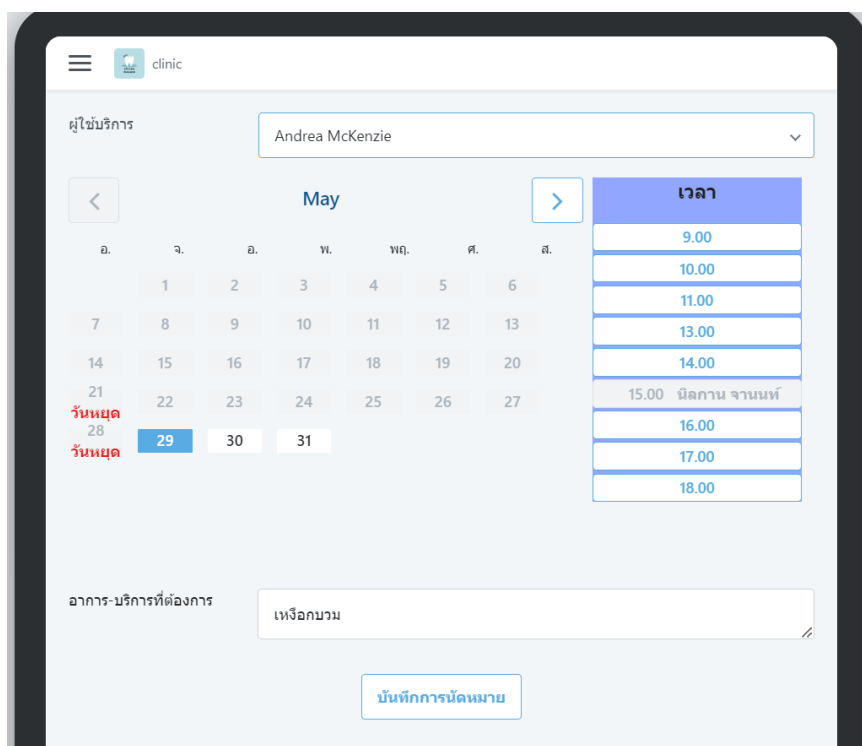 clinic
ผู้ใช้บริการ
Andrea McKenzie
May
เวลา
อ. จ. อ. พ. พฤ. ศ. ส.
1 2 3 4 5 6
7 8 9 10 11 12 13
14 15 16 17 18 19 20
21 22 23 24 25 26 27
วันหยุด
28 29 30 31
วันหยุด
9.00
10.00
11.00
13.00
14.00
15.00 นิลกาน จานนท์
16.00
17.00
18.00
อาการ-บริการที่ต้องการ
เหงือกบวม
บันทึกการนัดหมาย